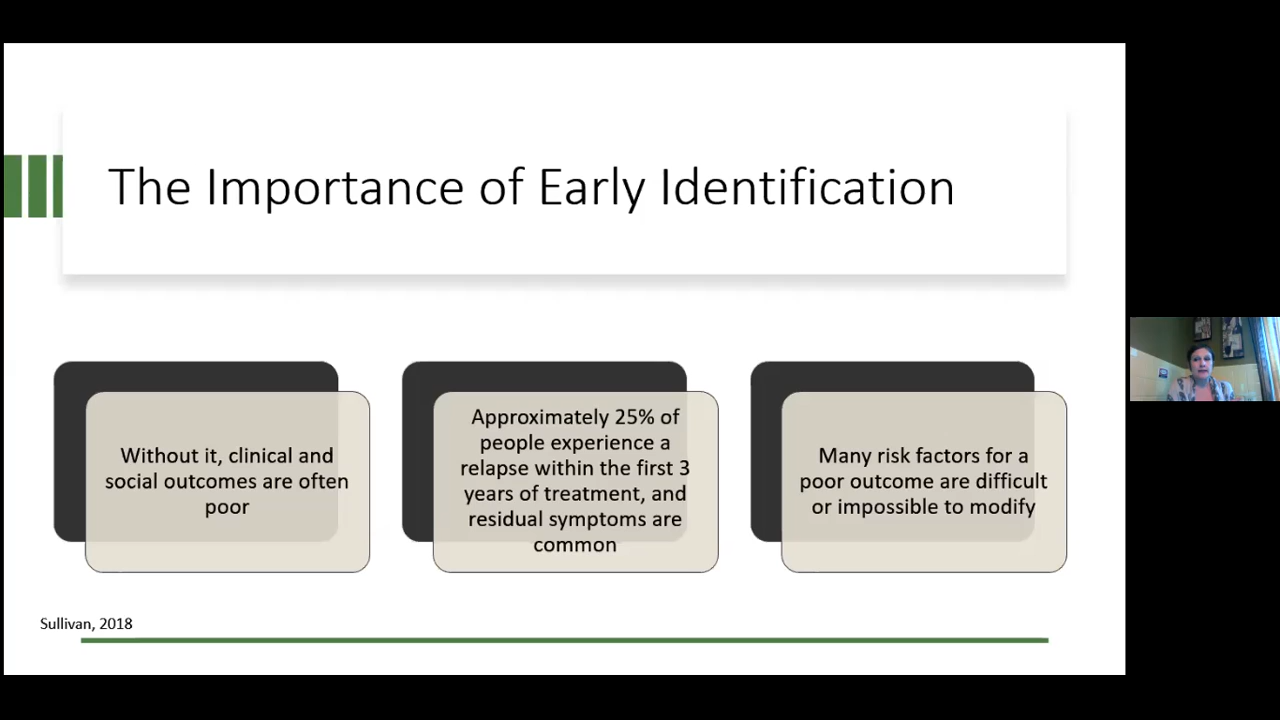 The Importance of Early Identification
Without it, clinical and
social outcomes are often
poor
Approximately 25% of
people experience a
relapse within the first 3
years of treatment, and
residual symptoms are
common
Many risk factors for a
poor outcome are difficult
or impossible to modify
Sullivan, 2018